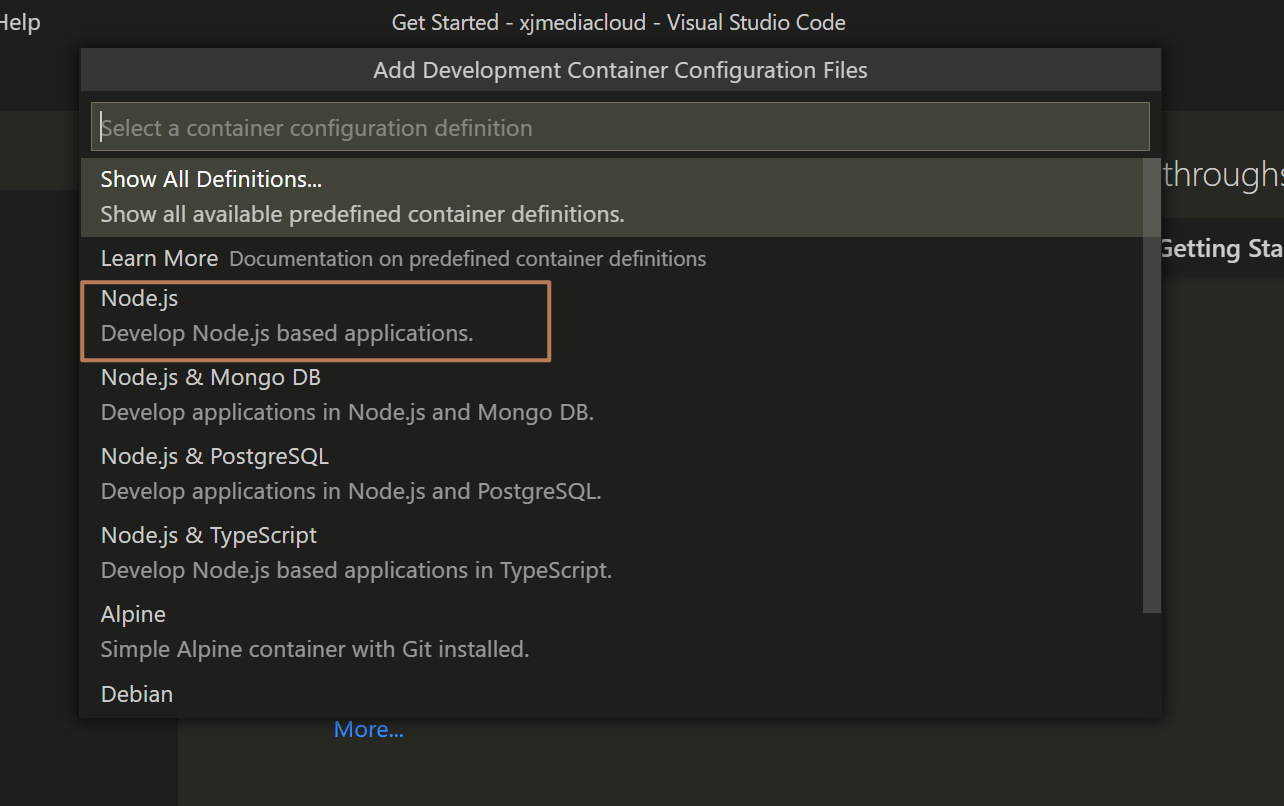 Help
Get Started - xjmediacloud - Visual Studio Code
Add Development Container Configuration Files
Select a container configuration definition
Show All Definitions...
Show all available predefined container definitions.
throughs
Learn More Documentation on predefined container definitions
Getting Sta
Node.js
Develop Node.js based applications.
Node.js & Mongo DB
Develop applications in Node.js and Mongo DB.
Node.js & PostgreSQL
Develop applications in Node.js and PostgreSQL.
Node.js & TypeScript
Develop Node.js based applications in TypeScript.
Alpine
Simple Alpine container with Git installed.
Debian
More...